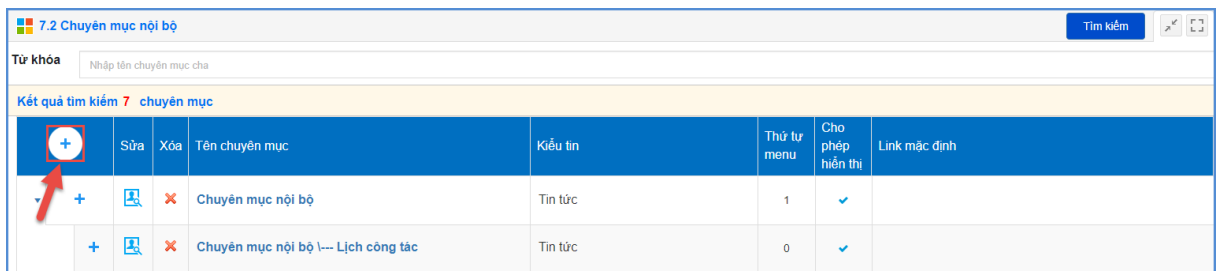 7.2 Chuyên mục nội bộ
Tìm kiếm
Từ khóa
Nhập tên chuyên mục cha
Kết quả tìm kiếm 7 chuyên mục
Sửa Xóa Tên chuyên mục Kiểu tin Thứ tự menu Cho phép hiển thị Link mặc định
Chuyên mục nội bộ Tin tức 1
Chuyên mục nội bộ \--- Lịch công tác Tin tức 0